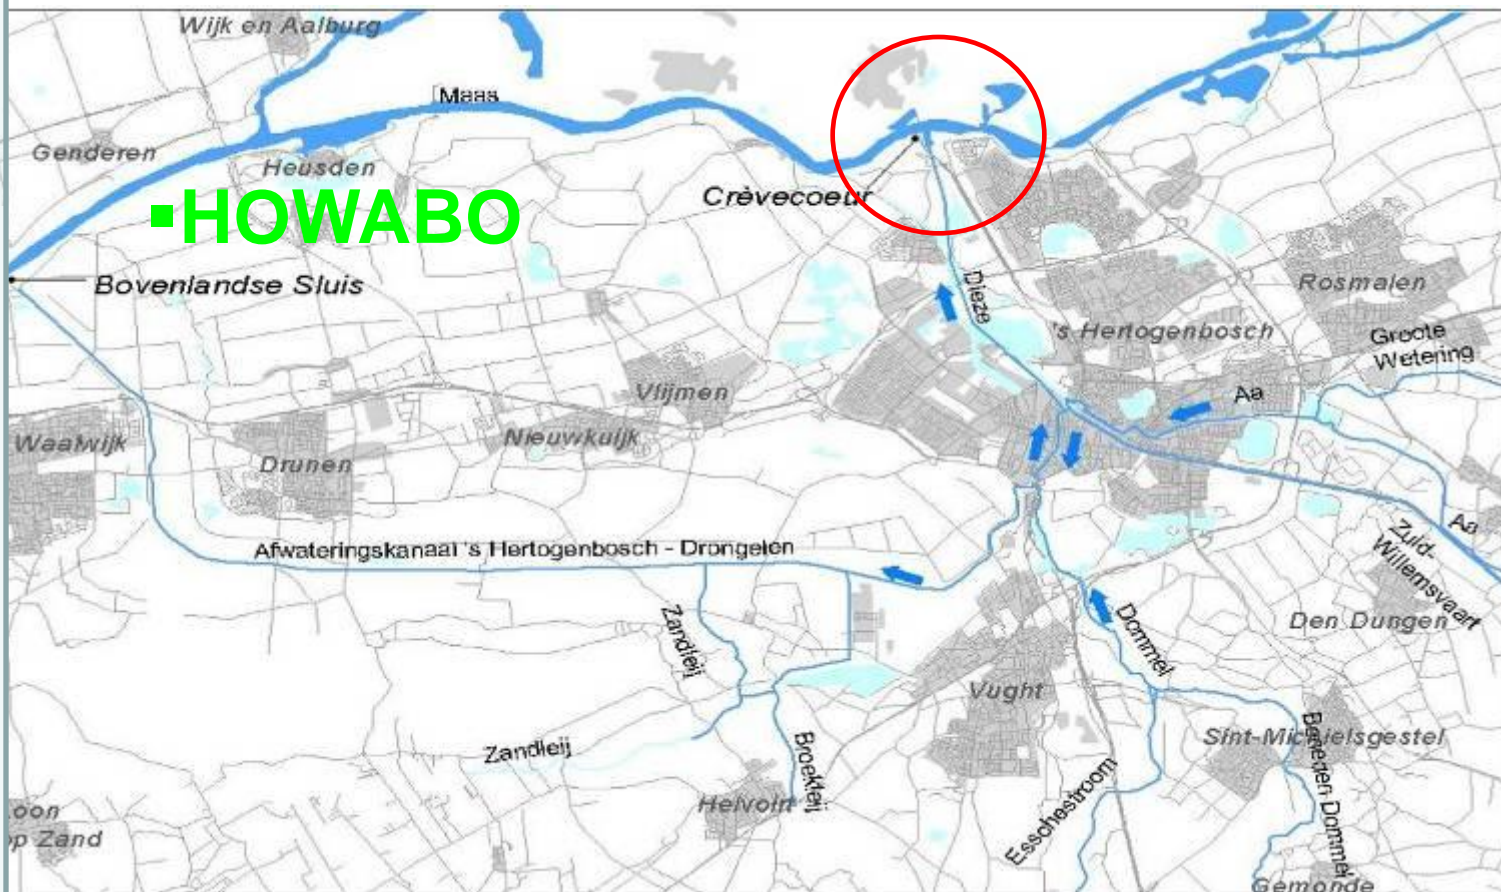 Wijk en Aalburg
Maas
Genderen
Heusden
Crèvecoeur
▪HOWABO
Bovenlandse Sluis
Dieze
Rosmalen
's Hertogenbosch
Groote
Wetering
Vlijmen
Aa
Waalwijk
Nieuwkuijk
Drunen
Aa
Zuid-
Willemsvaart
Afwateringskanaal 's Hertogenbosch - Drongelen
Zandleij
Dommel
Den Dungen
Vught
Zandleij
Broekleij
Sint-Michielsgestel
Beneden Dommel
Esschestroom
Helvoirt
Loon
op Zand
Gemonde